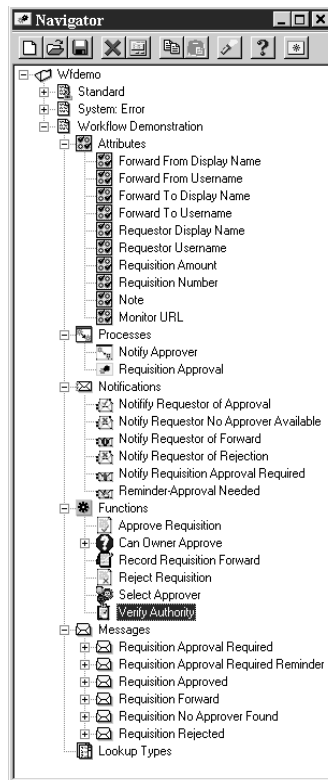 Navigator
Wfdemo
Standard
System: Error
Workflow Demonstration
Attributes
Forward From Display Name
Forward From Username
Forward To Display Name
Forward To Username
Requestor Display Name
Requestor Username
Requisition Amount
Requisition Number
Note
Monitor URL
Processes
Notify Approver
Requisition Approval
Notifications
Notifify Requestor of Approval
Notify Requestor No Approver Available
Notify Requestor of Forward
Notify Requestor of Rejection
Notify Requisition Approval Required
Reminder-Approval Needed
Functions
Approve Requisition
Can Owner Approve
Record Requisition Forward
Reject Requisition
Select Approver
Verify Authority
Messages
Requisition Approval Required
Requisition Approval Required Reminder
Requisition Approved
Requisition Forward
Requisition No Approver Found
Requisition Rejected
Lookup Types